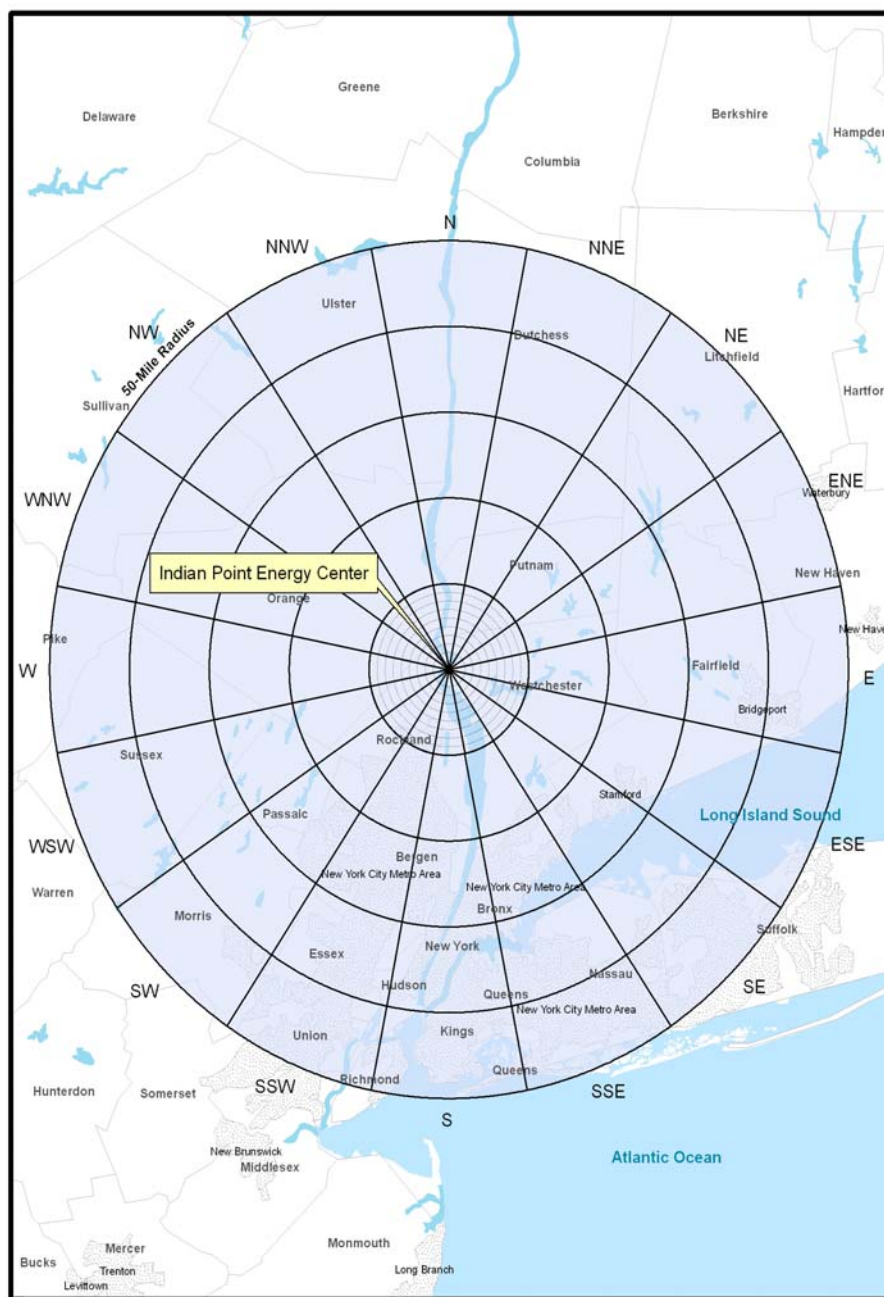 Greene
Delaware
Berkshire
Hampden
Columbia
N
NNW
NNE
Ulster
NW
50-Mile Radius
Dutchess
NE
Litchfield
Hartfor
Sullivan
WNW
ENE
Waterbury
Indian Point Energy Center
Putnam
New Haven
Orange
New Have
Pike
W
Fairfield
E
Westchester
Bridgeport
Rockland
Sussex
Stamford
Passaic
Long Island Sound
WSW
ESE
Bergen
New York City Metro Area
New York City Metro Area
Warren
Bronx
Morris
Suffolk
New York
Essex
Nassau
SW
Hudson
Queens
SE
New York City Metro Area
Union
Kings
Queens
Richmond
SSW
SSE
Hunterdon
Somerset
S
New Brunswick
Middlesex
Atlantic Ocean
Monmouth
Mercer
Bucks
Trenton
Levittown
Long Branch